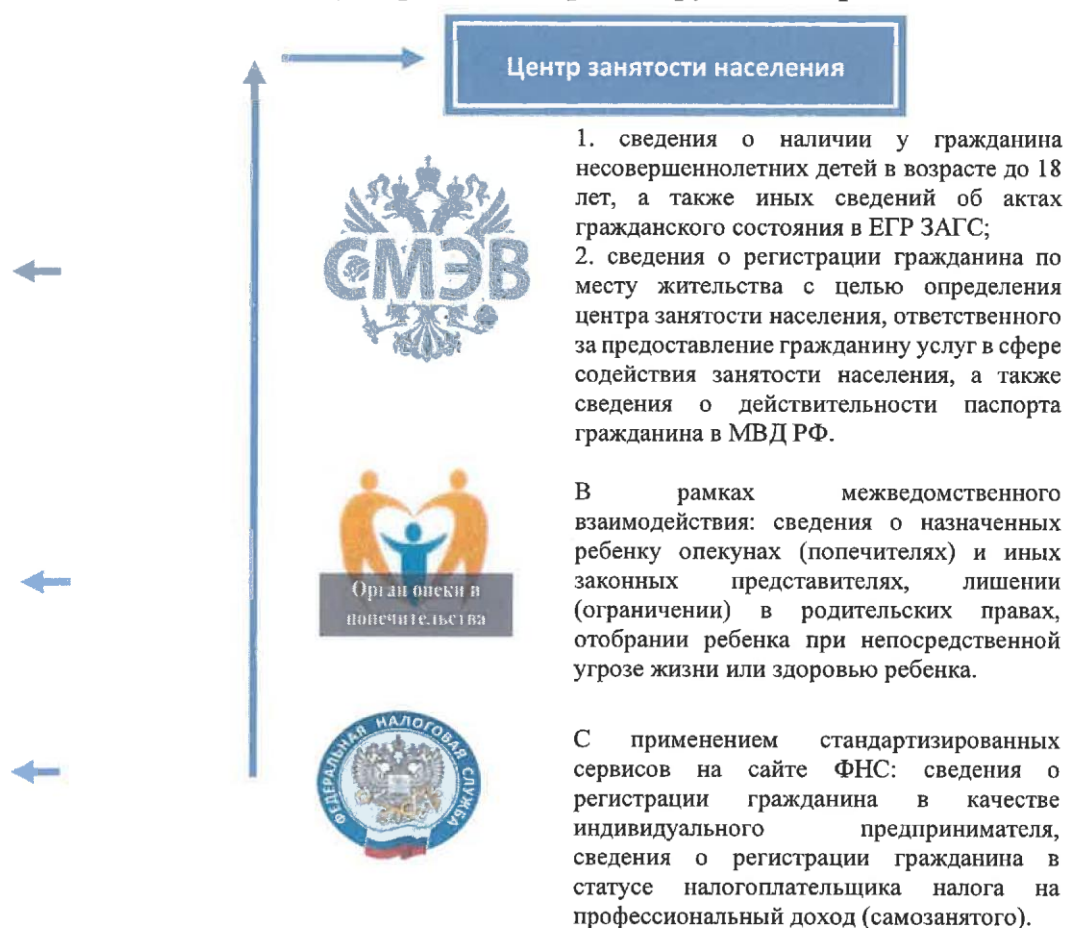 Центр занятости населения
1. сведения о наличии у гражданина
несовершеннолетних детей в возрасте до 18
лет, а также иных сведений об актах
гражданского состояния в ЕГР ЗАГС;
2. сведения о регистрации гражданина по
месту жительства с целью определения
центра занятости населения, ответственного
за предоставление гражданину услуг в сфере
содействия занятости населения, а также
сведения о действительности паспорта
гражданина в МВД РФ.
СМЭВ
В рамках межведомственного
взаимодействия: сведения о назначенных
ребенку опекунах (попечителях) и иных
законных представителях, лишении
(ограничении) в родительских правах,
отобрании ребенка при непосредственной
угрозе жизни или здоровью ребенка.
Орган опеки и
попечительства
С применением стандартизированных
сервисов на сайте ФНС: сведения о
регистрации гражданина в качестве
индивидуального предпринимателя,
сведения о регистрации гражданина в
статусе налогоплательщика налога на
профессиональный доход (самозанятого).
ФЕДЕРАЛЬНАЯ НАЛОГОВАЯ СЛУЖБА